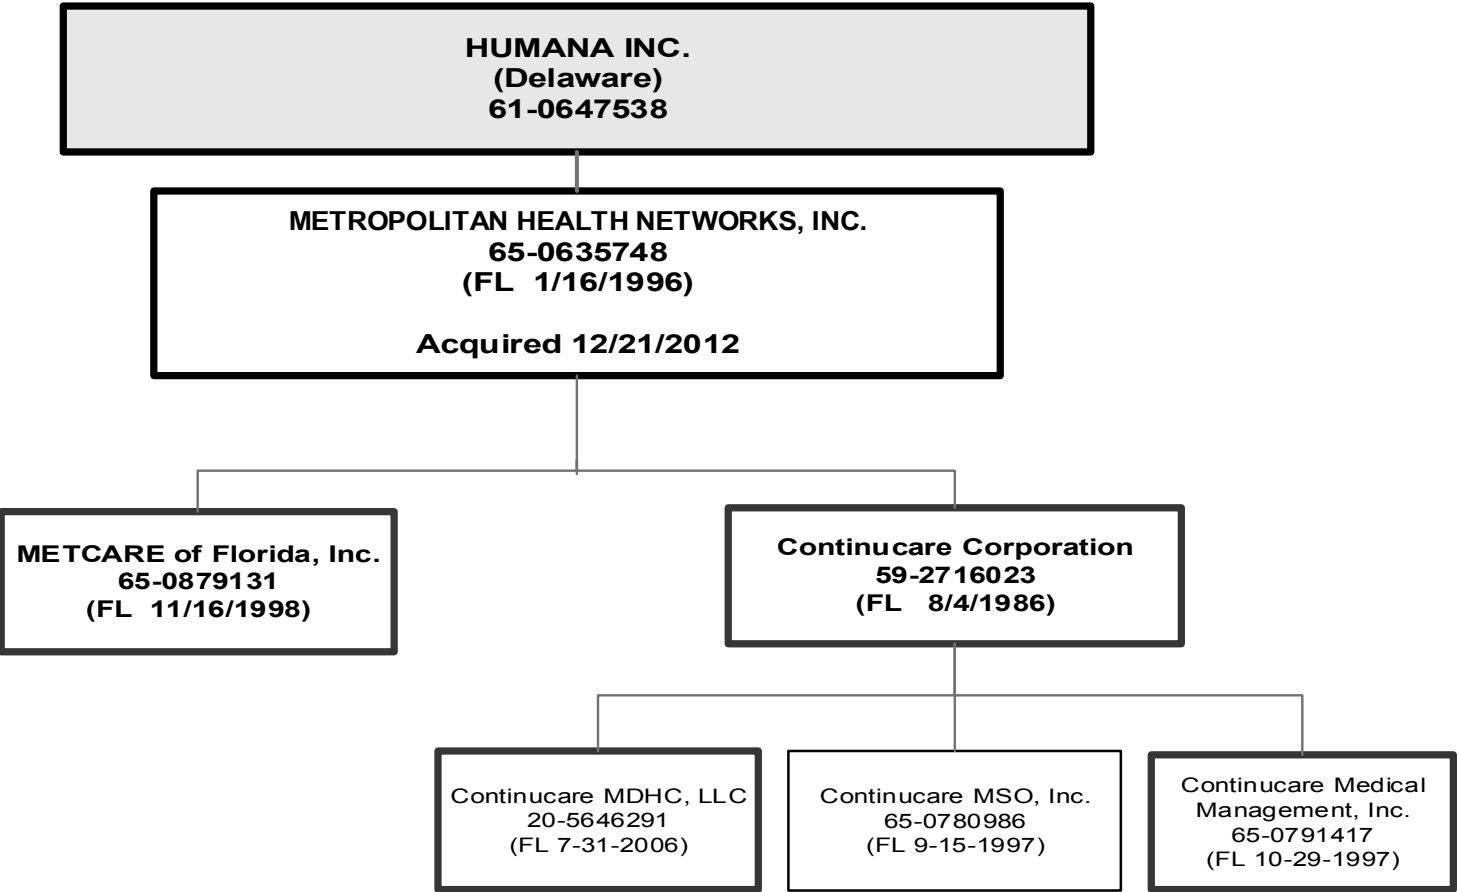 HUMANA INC.
(Delaware)
61-0647538
METROPOLITAN HEALTH NETWORKS, INC.
65-0635748
(FL 1/16/1996)
Acquired 12/21/2012
METCARE of Florida, Inc.
65-0879131
(FL 11/16/1998)
Continucare Corporation
59-2716023
(FL 8/4/1986)
Continucare MDHC, LLC
20-5646291
(FL 7-31-2006)
Continucare MSO, Inc.
65-0780986
(FL 9-15-1997)
Continucare Medical
Management, Inc.
65-0791417
(FL 10-29-1997)